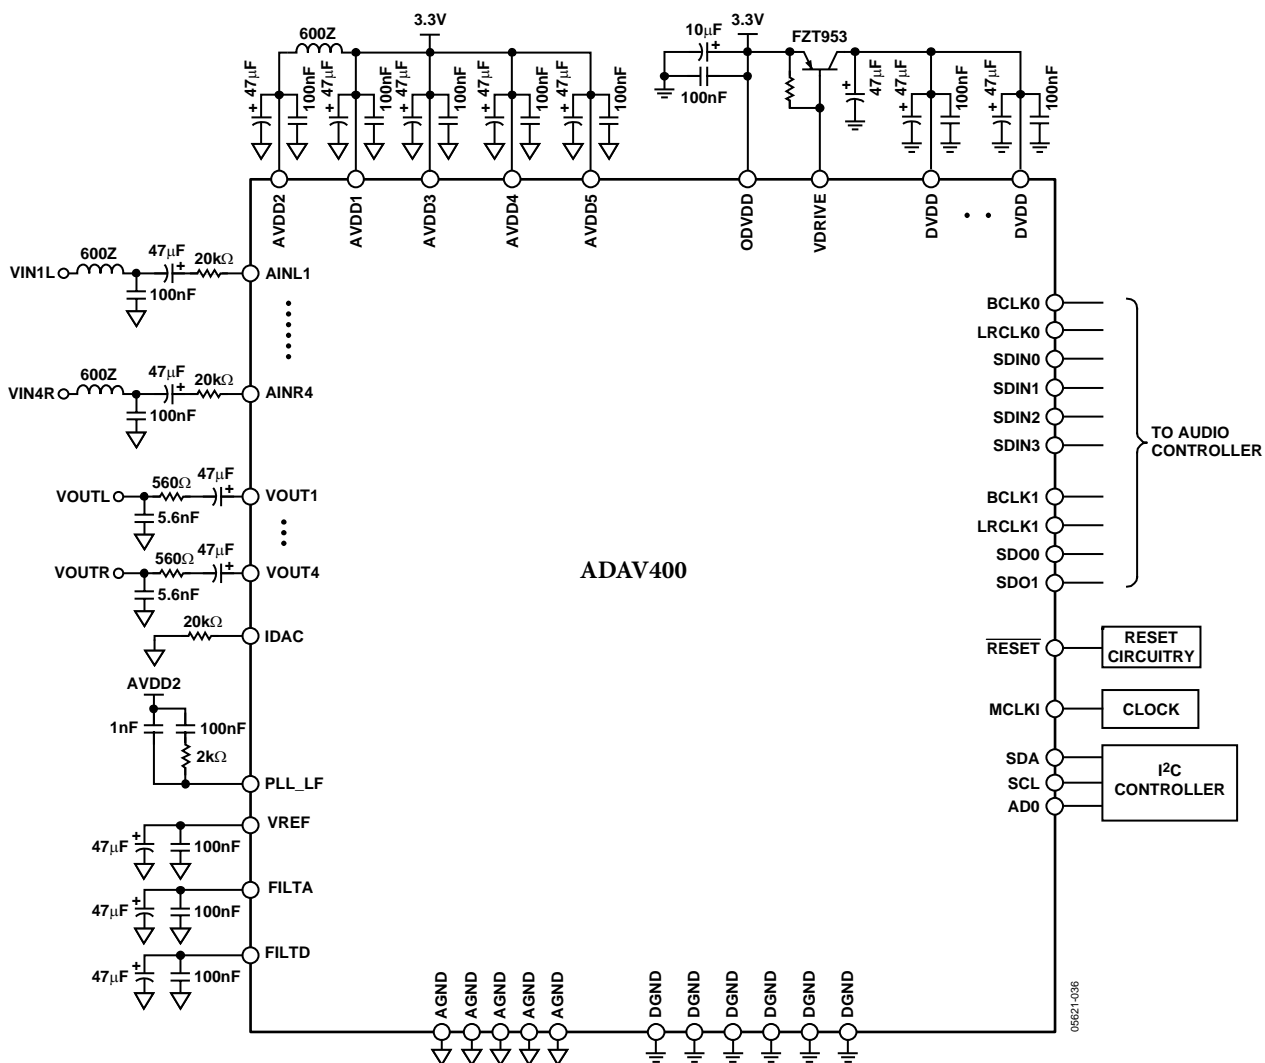 3.3V
600Z
47μF
100nF
47μF
100nF
47μF
100nF
47μF
100nF
47μF
100nF
10μF
3.3V
FZT953
100nF
47μF
47μF
100nF
47μF
100nF
AVDD2
AVDD1
AVDD3
AVDD4
AVDD5
ODVDD
VDRIVE
DVDD
DVDD
VIN1L
600Z
47μF
20kΩ
100nF
AINL1
VIN4R
600Z
47μF
20kΩ
100nF
AINR4
VOUTL
560Ω
47μF
5.6nF
VOUT1
VOUTR
560Ω
47μF
5.6nF
VOUT4
20kΩ
IDAC
AVDD2
1nF
100nF
2kΩ
PLL_LF
VREF
47μF
100nF
FILTA
47μF
100nF
FILTD
47μF
100nF
ADAV400
BCLK0
LRCLK0
SDIN0
SDIN1
SDIN2
SDIN3
BCLK1
LRCLK1
SDO0
SDO1
TO AUDIO
CONTROLLER
RESET
RESET
CIRCUITRY
MCLKI
CLOCK
SDA
SCL
AD0
I²C
CONTROLLER
AGND
AGND
AGND
AGND
AGND
DGND
DGND
DGND
DGND
DGND
DGND
05621-036